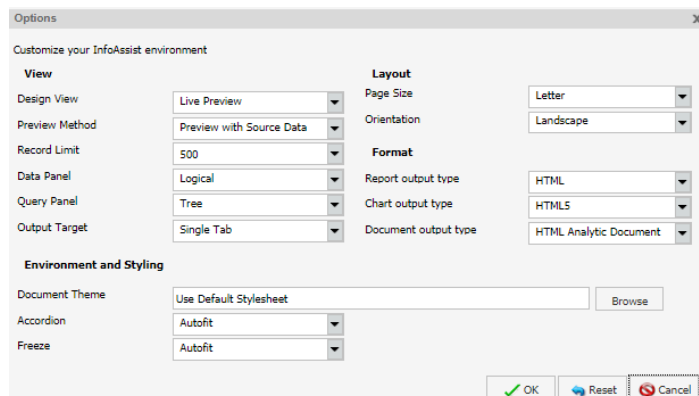 Options x
Customize your InfoAssist environment
View
Design View Live Preview
Preview Method Preview with Source Data
Record Limit 500
Data Panel Logical
Query Panel Tree
Output Target Single Tab
Layout
Page Size Letter
Orientation Landscape
Format
Report output type HTML
Chart output type HTML5
Document output type HTML Analytic Document
Environment and Styling
Document Theme Use Default Stylesheet Browse
Accordion Autofit
Freeze Autofit
OK Reset Cancel